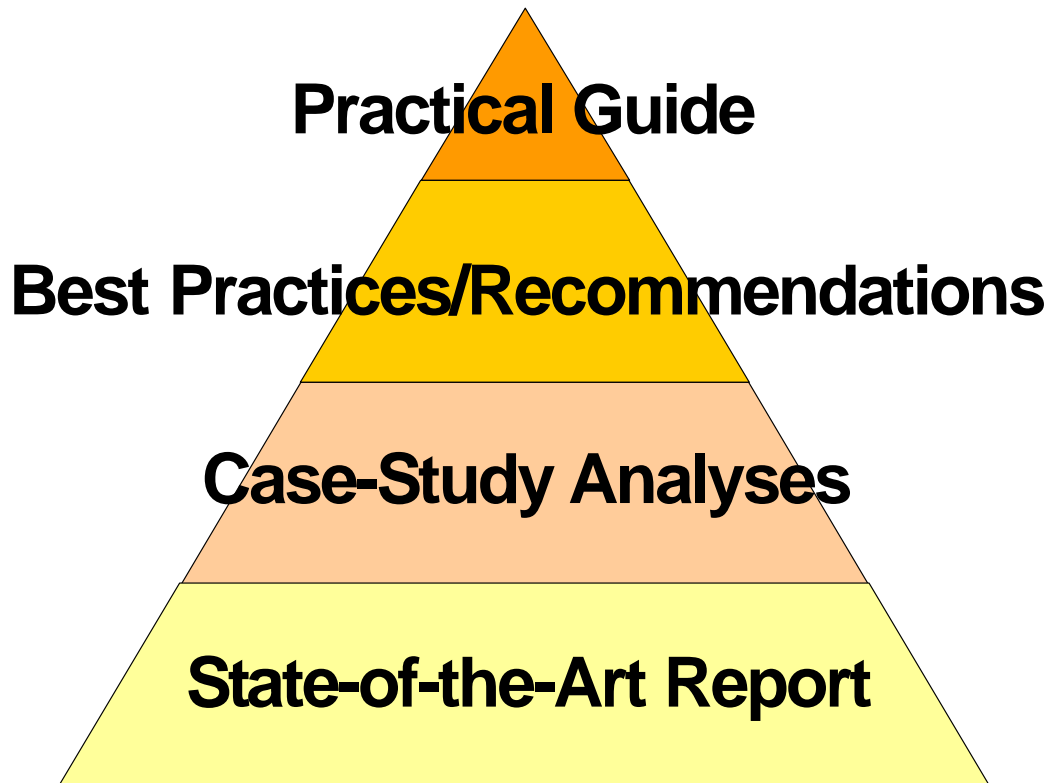 Practical Guide
Best Practices/Recommendations
Case-Study Analyses
State-of-the-Art Report